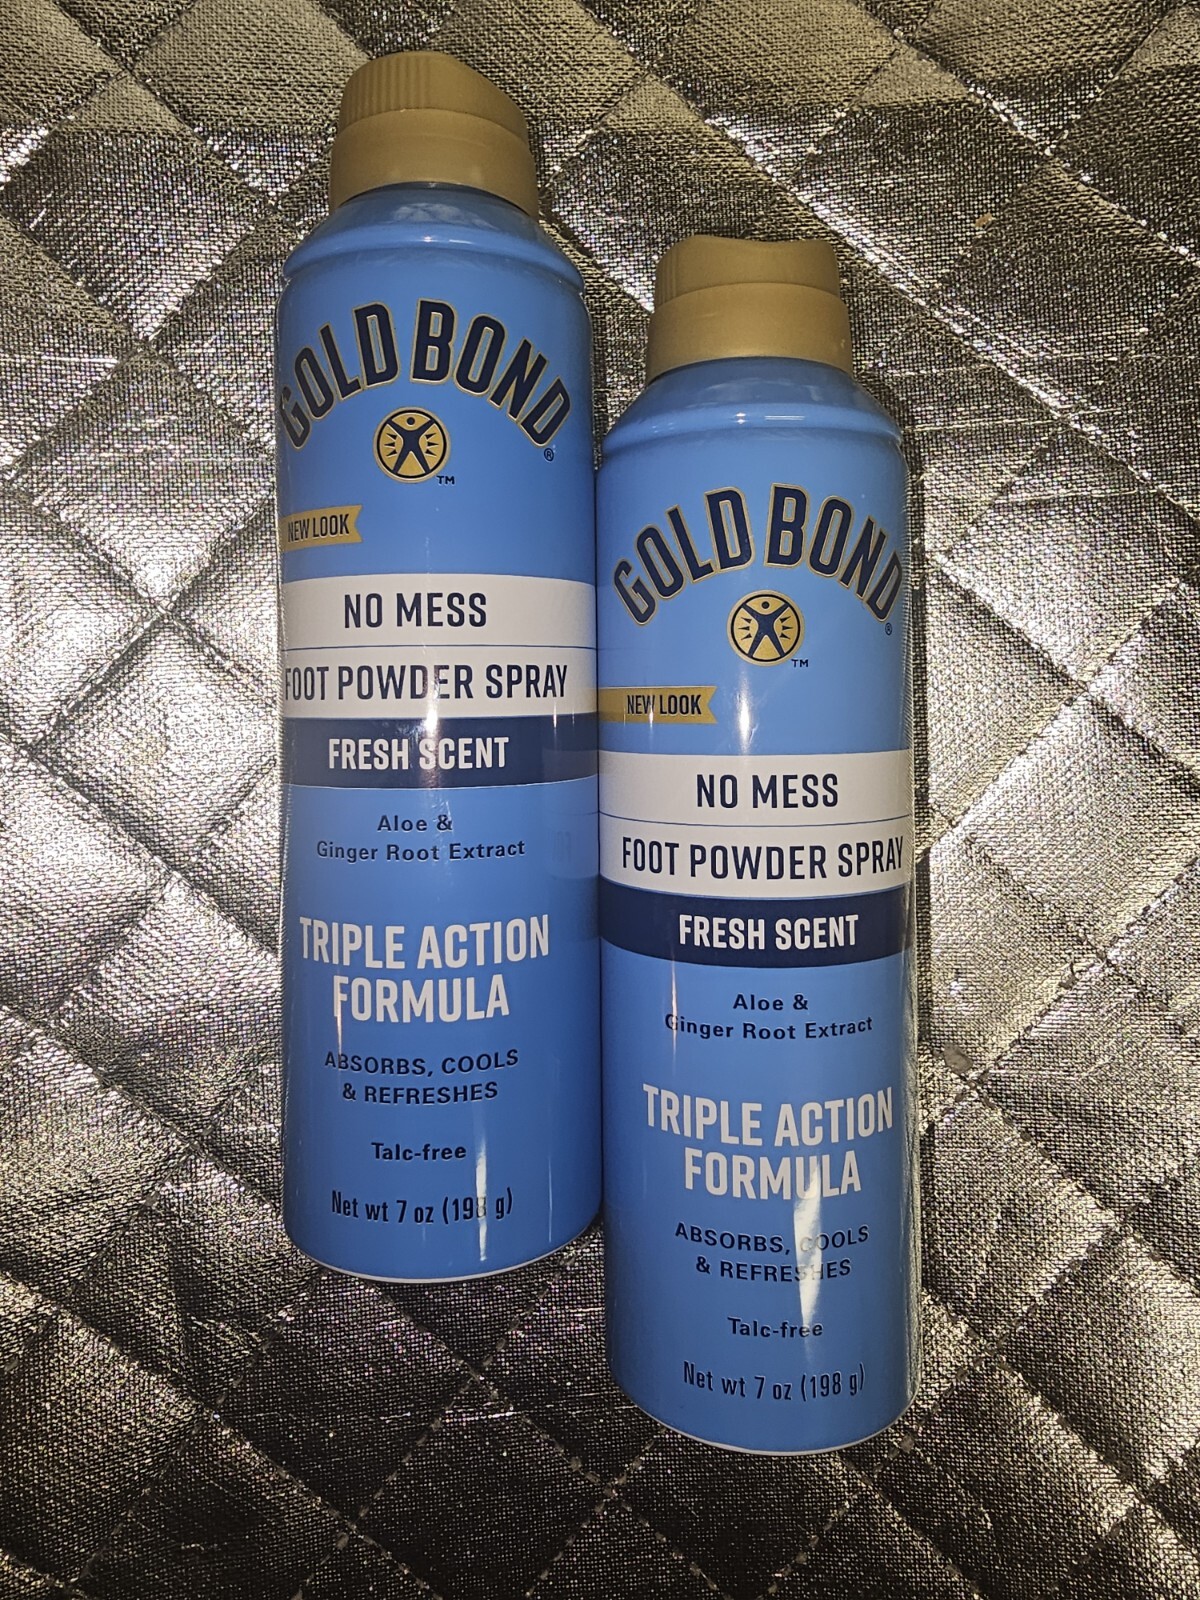 GOLD BOND
®
TM
NEW LOOK
NO MESS
FOOT POWDER SPRAY
FRESH SCENT
Aloe &
Ginger Root Extract
TRIPLE ACTION
FORMULA
ABSORBS, COOLS
& REFRESHES
Talc-free
Net wt 7 oz (198 g)
GOLD BOND
®
TM
NEW LOOK
NO MESS
FOOT POWDER SPRAY
FRESH SCENT
Aloe &
Ginger Root Extract
TRIPLE ACTION
FORMULA
ABSORBS, COOLS
& REFRESHES
Talc-free
Net wt 7 oz (198 g)